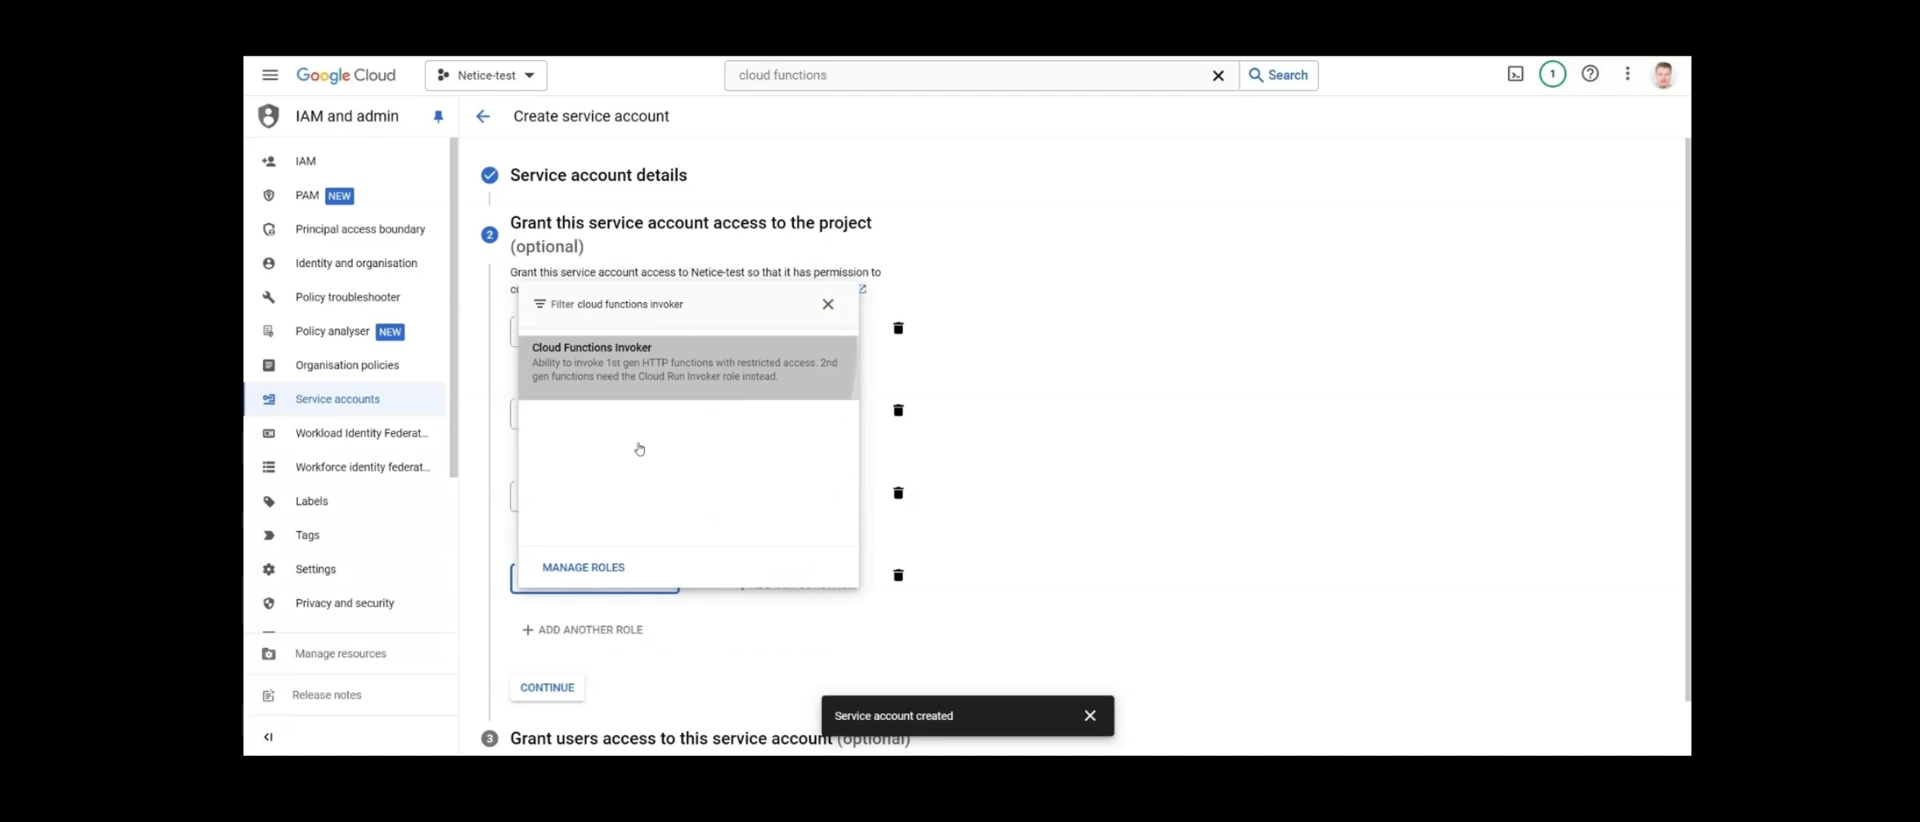 Google Cloud
Netice-test
cloud functions
Search
1
IAM and admin
Create service account
IAM
PAM NEW
Principal access boundary
Identity and organisation
Policy troubleshooter
Policy analyser NEW
Organisation policies
Service accounts
Workload Identity Federat...
Workforce identity federat...
Labels
Tags
Settings
Privacy and security
Manage resources
Release notes
Service account details
2
Grant this service account access to the project
(optional)
Grant this service account access to Netice-test so that it has permission to
Filter cloud functions invoker
Cloud Functions Invoker
Ability to invoke 1st gen HTTP functions with restricted access. 2nd
gen functions need the Cloud Run Invoker role instead.
MANAGE ROLES
+ ADD ANOTHER ROLE
CONTINUE
Service account created
3
Grant users access to this service account (optional)